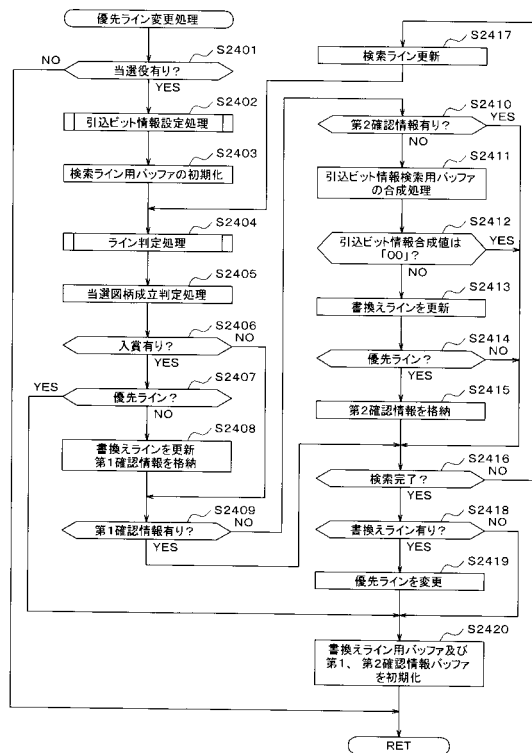 優先ライン変更処理
S2401
当選役有り?
NO
YES
S2402
引込ビット情報設定処理
S2403
検索ライン用バッファの初期化
S2404
ライン判定処理
S2405
当選図柄成立判定処理
S2406
入賞有り?
NO
YES
S2407
優先ライン?
YES
NO
S2408
書換えラインを更新
第1確認情報を格納
S2409
第1確認情報有り?
NO
YES
S2417
検索ライン更新
S2410
第2確認情報有り?
YES
NO
S2411
引込ビット情報検索用バッファ
の合成処理
S2412
引込ビット情報合成値は
「00」?
YES
NO
S2413
書換えラインを更新
S2414
優先ライン?
NO
YES
S2415
第2確認情報を格納
S2416
検索完了?
NO
YES
S2418
書換えライン有り?
NO
YES
S2419
優先ラインを変更
S2420
書換えライン用バッファ及び
第1、第2確認情報バッファ
を初期化
RET